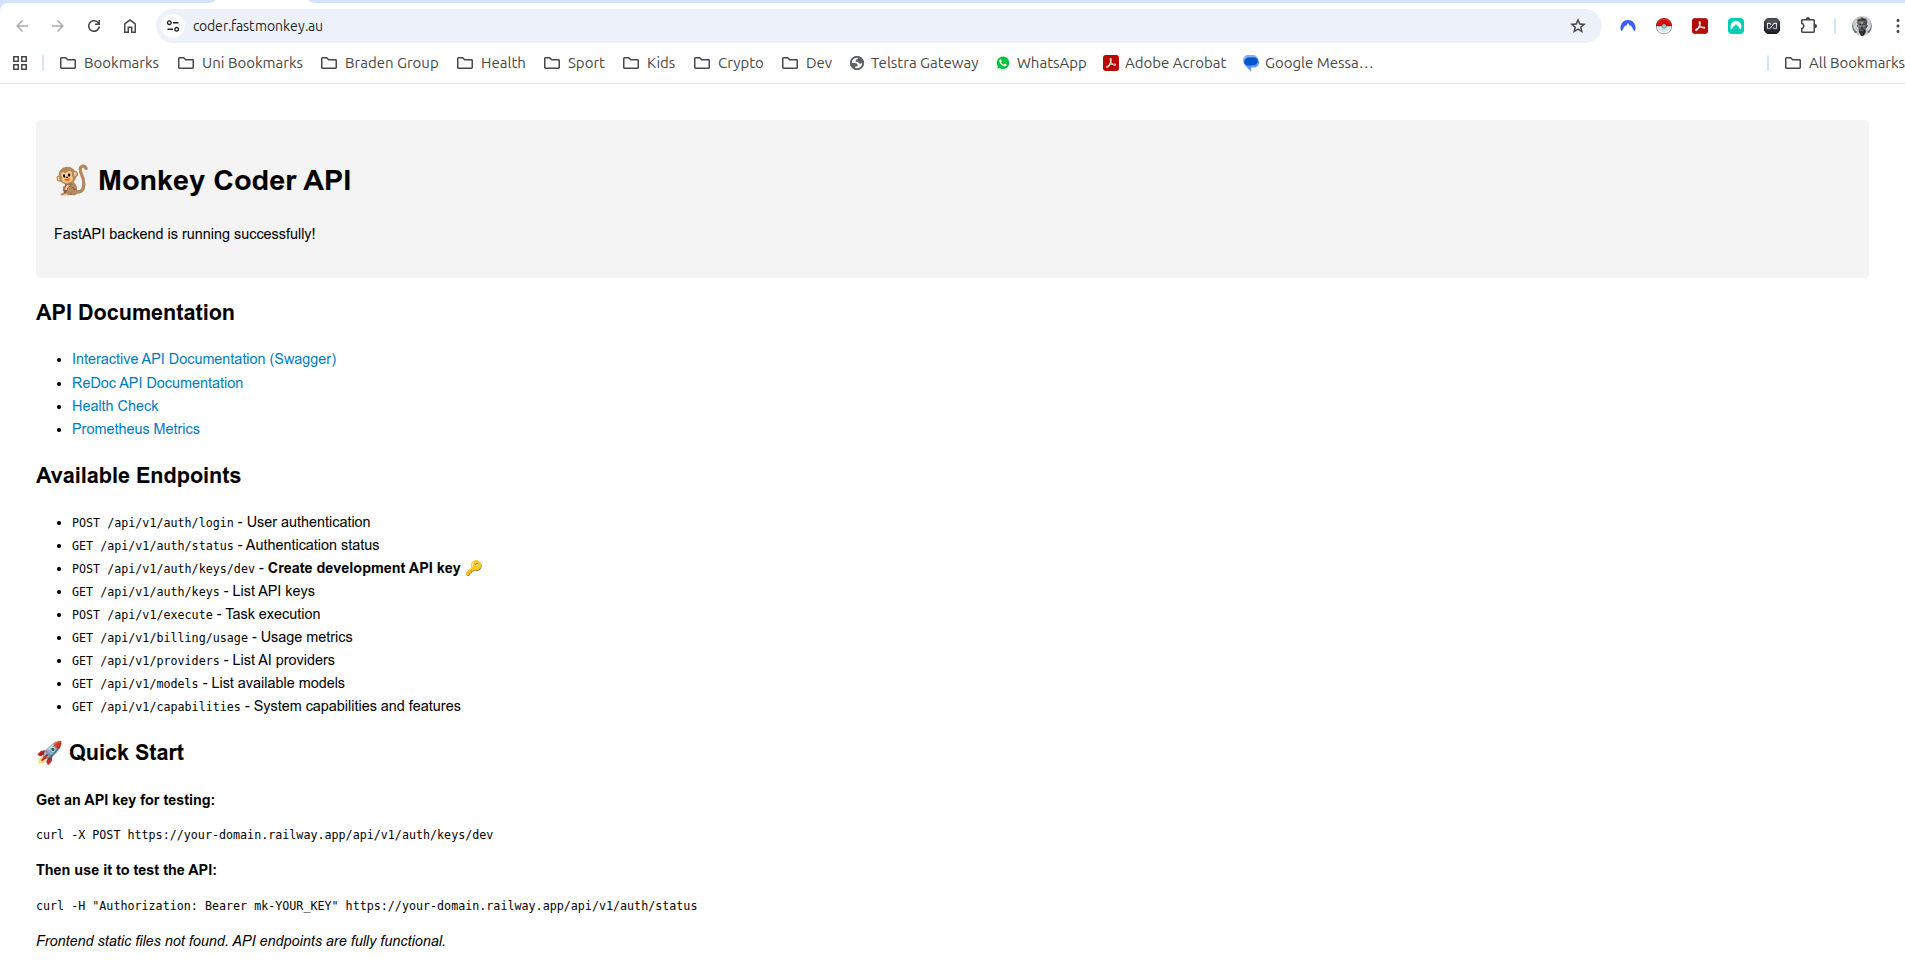 coder.fastmonkey.au
Bookmarks Uni Bookmarks Braden Group Health Sport Kids Crypto Dev Telstra Gateway WhatsApp Adobe Acrobat Google Messa… All Bookmarks
🐒 Monkey Coder API
FastAPI backend is running successfully!
API Documentation
• Interactive API Documentation (Swagger)
• ReDoc API Documentation
• Health Check
• Prometheus Metrics
Available Endpoints
• POST /api/v1/auth/login - User authentication
• GET /api/v1/auth/status - Authentication status
• POST /api/v1/auth/keys/dev - Create development API key 🔑
• GET /api/v1/auth/keys - List API keys
• POST /api/v1/execute - Task execution
• GET /api/v1/billing/usage - Usage metrics
• GET /api/v1/providers - List AI providers
• GET /api/v1/models - List available models
• GET /api/v1/capabilities - System capabilities and features
🚀 Quick Start
Get an API key for testing:
curl -X POST https://your-domain.railway.app/api/v1/auth/keys/dev
Then use it to test the API:
curl -H "Authorization: Bearer mk-YOUR_KEY" https://your-domain.railway.app/api/v1/auth/status
Frontend static files not found. API endpoints are fully functional.